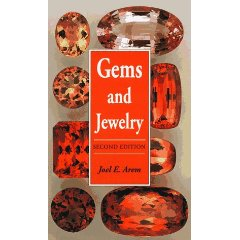 Gems
and
Jewelry
SECOND EDITION
Joel E. Arem